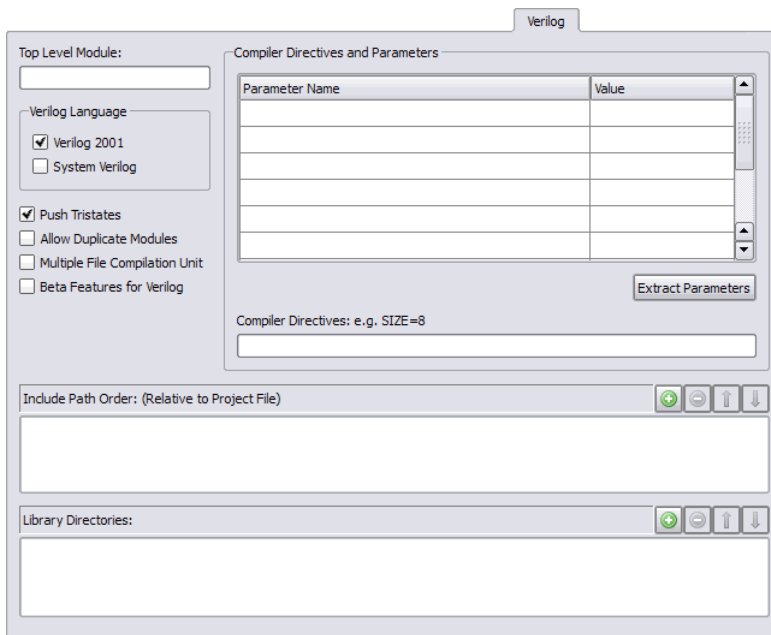 Verilog
Top Level Module:
Verilog Language
Verilog 2001
System Verilog
Push Tristates
Allow Duplicate Modules
Multiple File Compilation Unit
Beta Features for Verilog
Compiler Directives and Parameters
Parameter Name Value
Extract Parameters
Compiler Directives: e.g. SIZE=8
Include Path Order: (Relative to Project File)
Library Directories: